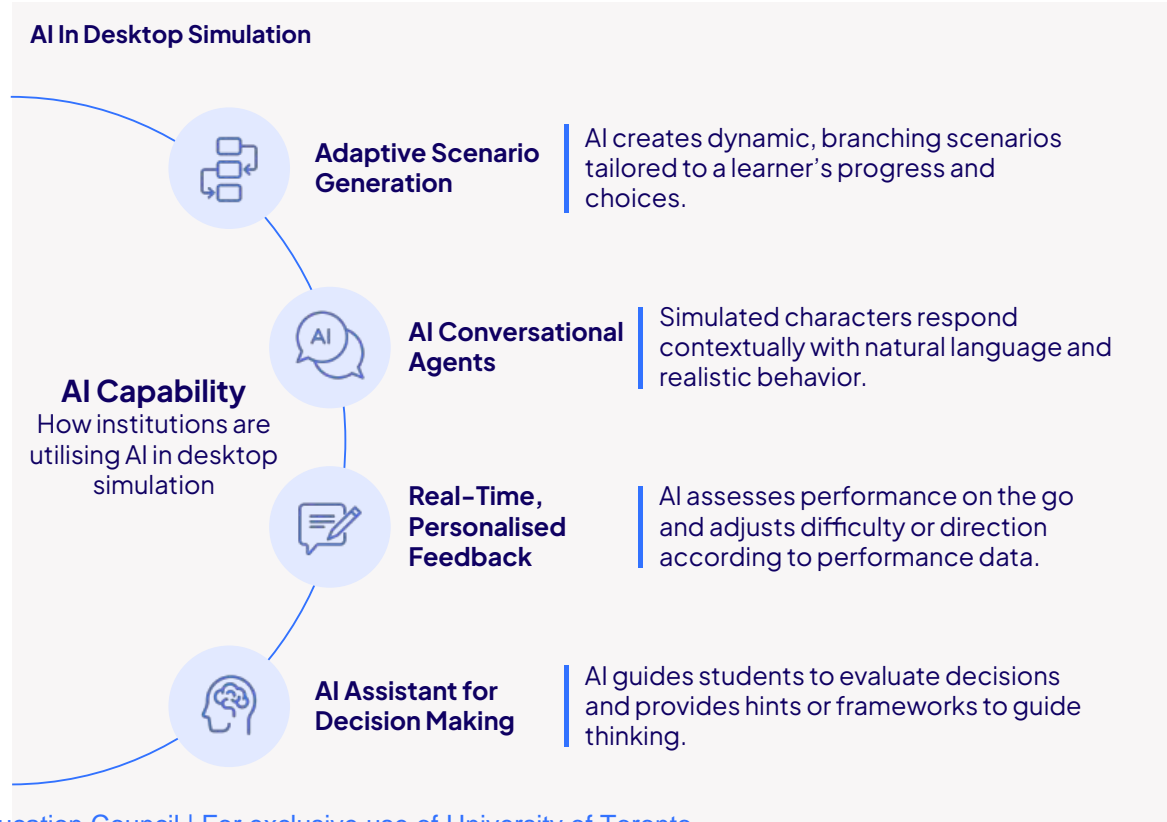 AI In Desktop Simulation
Adaptive Scenario
Generation
AI creates dynamic, branching scenarios
tailored to a learner's progress and
choices.
AI
AI Conversational
Agents
Simulated characters respond
contextually with natural language and
realistic behavior.
AI Capability
How institutions are
utilising AI in desktop
simulation
Real-Time,
Personalised
Feedback
AI assesses performance on the go
and adjusts difficulty or direction
according to performance data.
AI Assistant for
Decision Making
AI guides students to evaluate decisions
and provides hints or frameworks to guide
thinking.
Council | For exclusive use of University of Toronto